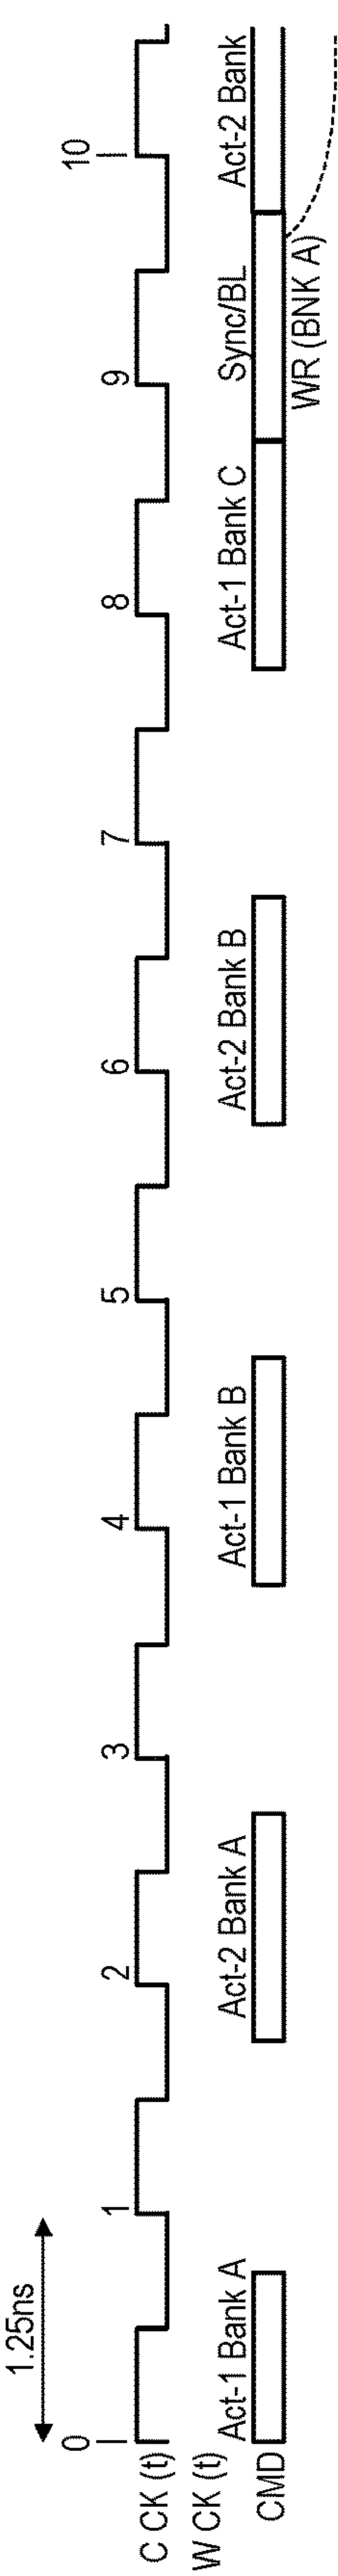 1.25ns
0 1 2 3 4 5 6 7 8 9 10
C CK (t)
W CK (t)
Act-1 Bank A Act-2 Bank A Act-1 Bank B Act-2 Bank B Act-1 Bank C Sync/BL Act-2 Bank
CMD
WR (BNK A)